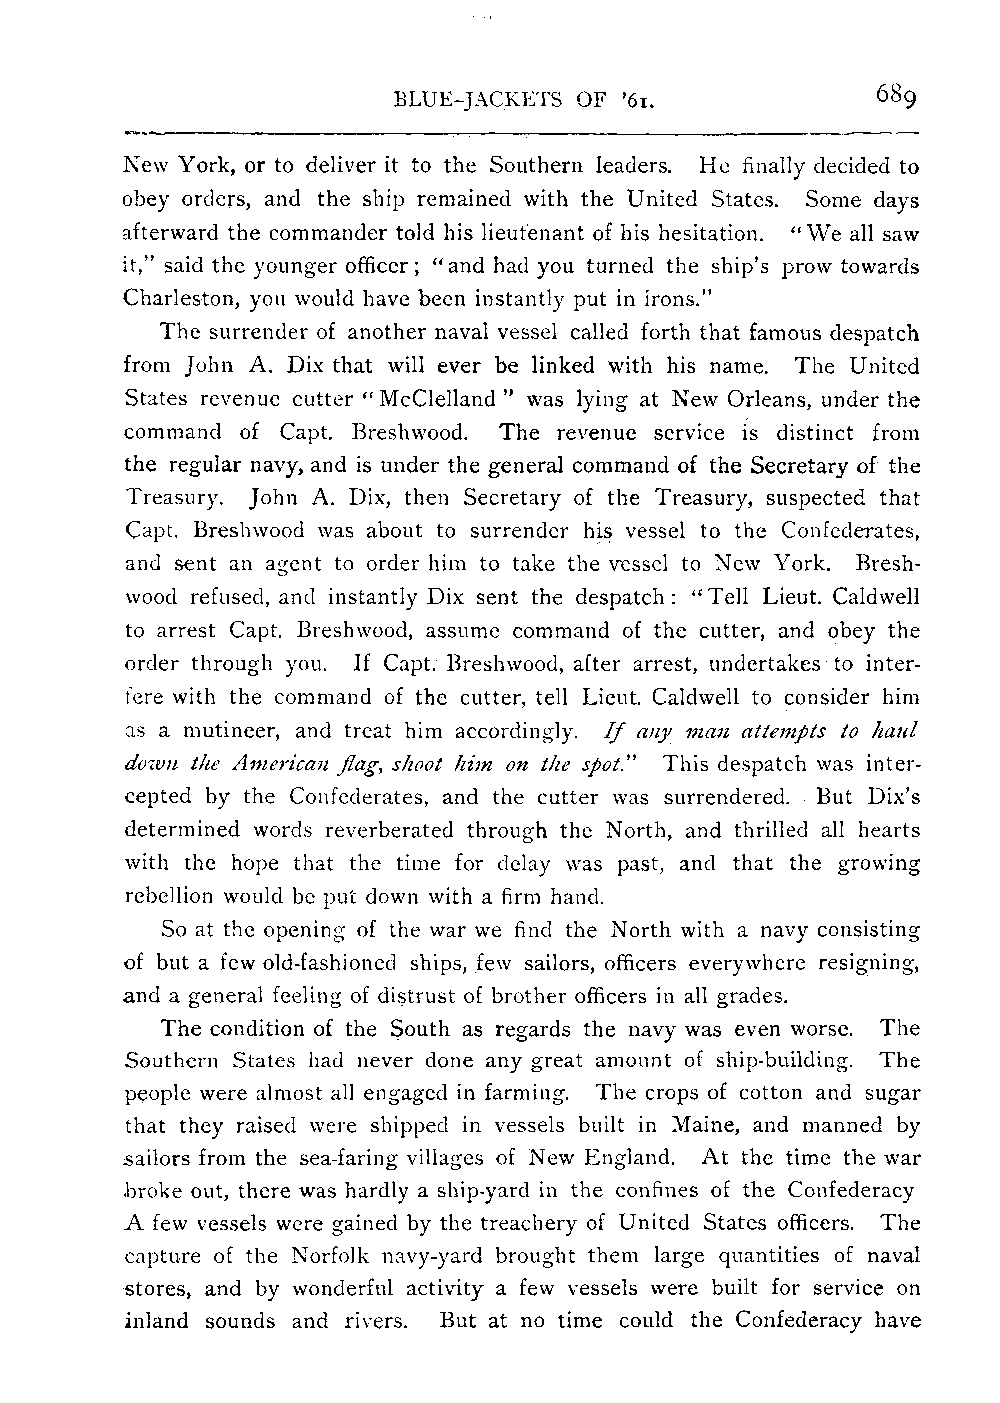 BLUE-JACKETS OF '61. 689
New York, or to deliver it to the Southern leaders. He finally decided to
obey orders, and the ship remained with the United States. Some days
afterward the commander told his lieutenant of his hesitation. "We all saw
it," said the younger officer; "and had you turned the ship's prow towards
Charleston, you would have been instantly put in irons."
The surrender of another naval vessel called forth that famous despatch
from John A. Dix that will ever be linked with his name. The United
States revenue cutter "McClelland" was lying at New Orleans, under the
command of Capt. Breshwood. The revenue service is distinct from
the regular navy, and is under the general command of the Secretary of the
Treasury. John A. Dix, then Secretary of the Treasury, suspected that
Capt. Breshwood was about to surrender his vessel to the Confederates,
and sent an agent to order him to take the vessel to New York. Bresh-
wood refused, and instantly Dix sent the despatch: "Tell Lieut. Caldwell
to arrest Capt. Breshwood, assume command of the cutter, and obey the
order through you. If Capt. Breshwood, after arrest, undertakes to inter-
fere with the command of the cutter, tell Lieut. Caldwell to consider him
as a mutineer, and treat him accordingly. If any man attempts to haul
down the American flag, shoot him on the spot." This despatch was inter-
cepted by the Confederates, and the cutter was surrendered. But Dix's
determined words reverberated through the North, and thrilled all hearts
with the hope that the time for delay was past, and that the growing
rebellion would be put down with a firm hand.
So at the opening of the war we find the North with a navy consisting
of but a few old-fashioned ships, few sailors, officers everywhere resigning,
and a general feeling of distrust of brother officers in all grades.
The condition of the South as regards the navy was even worse. The
Southern States had never done any great amount of ship-building. The
people were almost all engaged in farming. The crops of cotton and sugar
that they raised were shipped in vessels built in Maine, and manned by
sailors from the sea-faring villages of New England. At the time the war
broke out, there was hardly a ship-yard in the confines of the Confederacy
A few vessels were gained by the treachery of United States officers. The
capture of the Norfolk navy-yard brought them large quantities of naval
stores, and by wonderful activity a few vessels were built for service on
inland sounds and rivers. But at no time could the Confederacy have